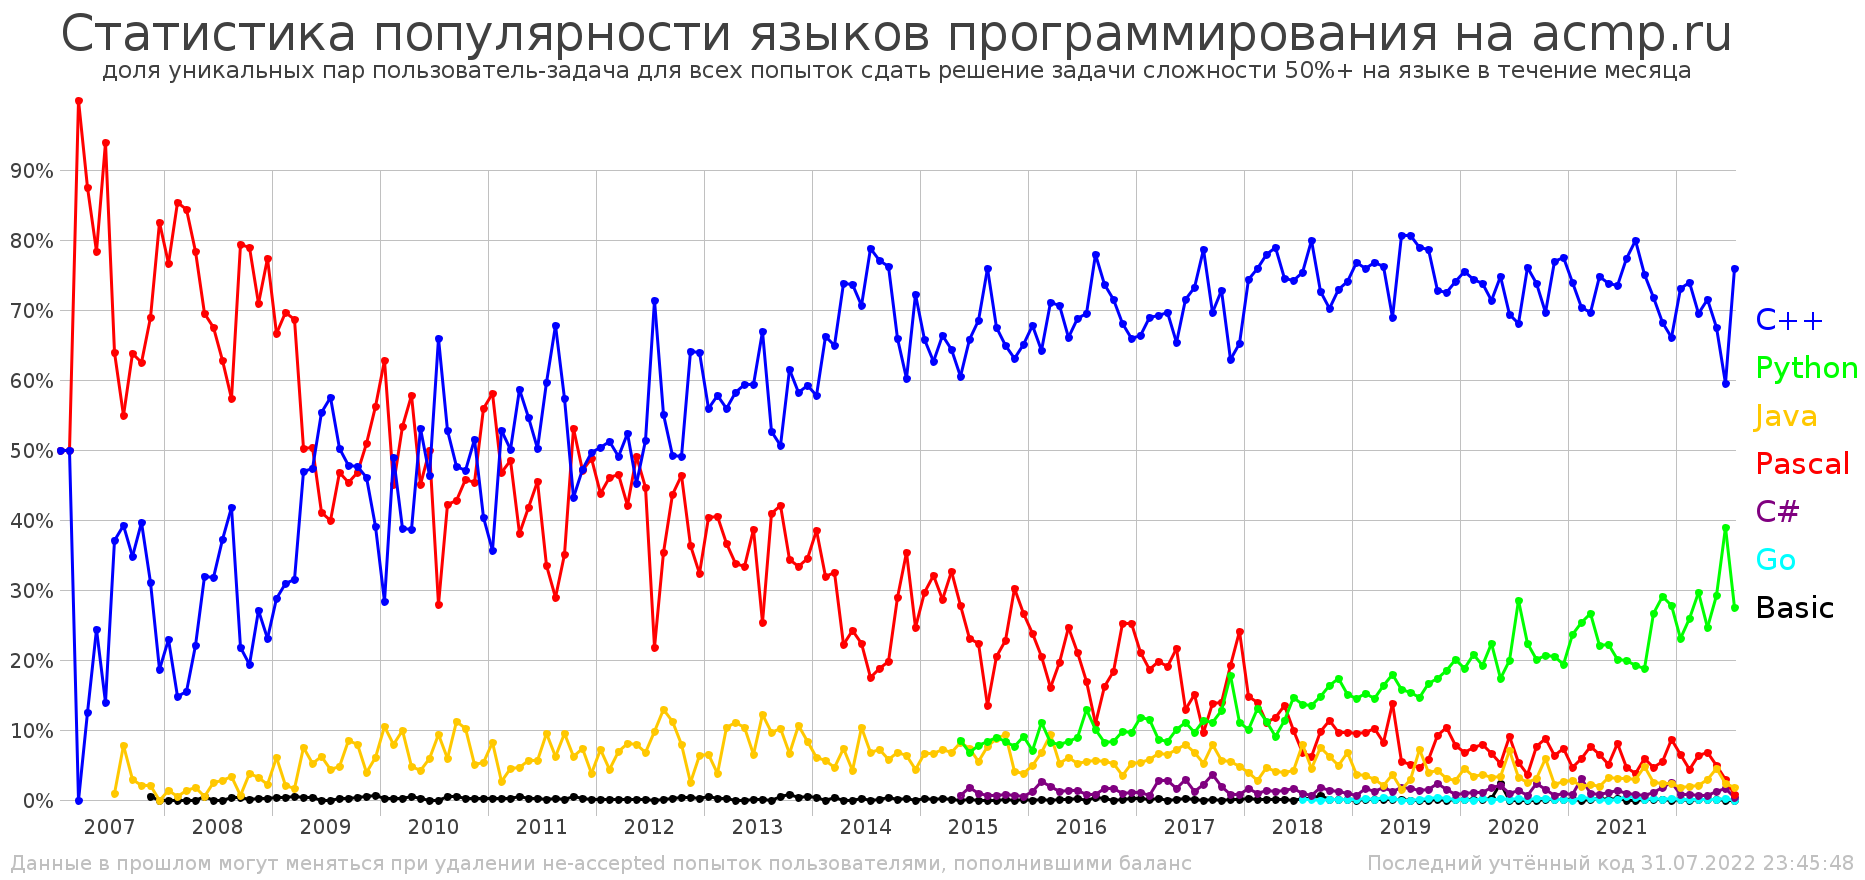 Статистика популярности языков программирования на acmp.ru
доля уникальных пар пользователь-задача для всех попыток сдать решение задачи сложности 50%+ на языке в течение месяца
90%
80%
70%
60%
50%
40%
30%
20%
10%
0%
C++
Python
Java
Pascal
C#
Go
Basic
2007 2008 2009 2010 2011 2012 2013 2014 2015 2016 2017 2018 2019 2020 2021
Данные в прошлом могут меняться при удалении не-accepted попыток пользователями, пополнившими баланс
Последний учтённый код 31.07.2022 23:45:48